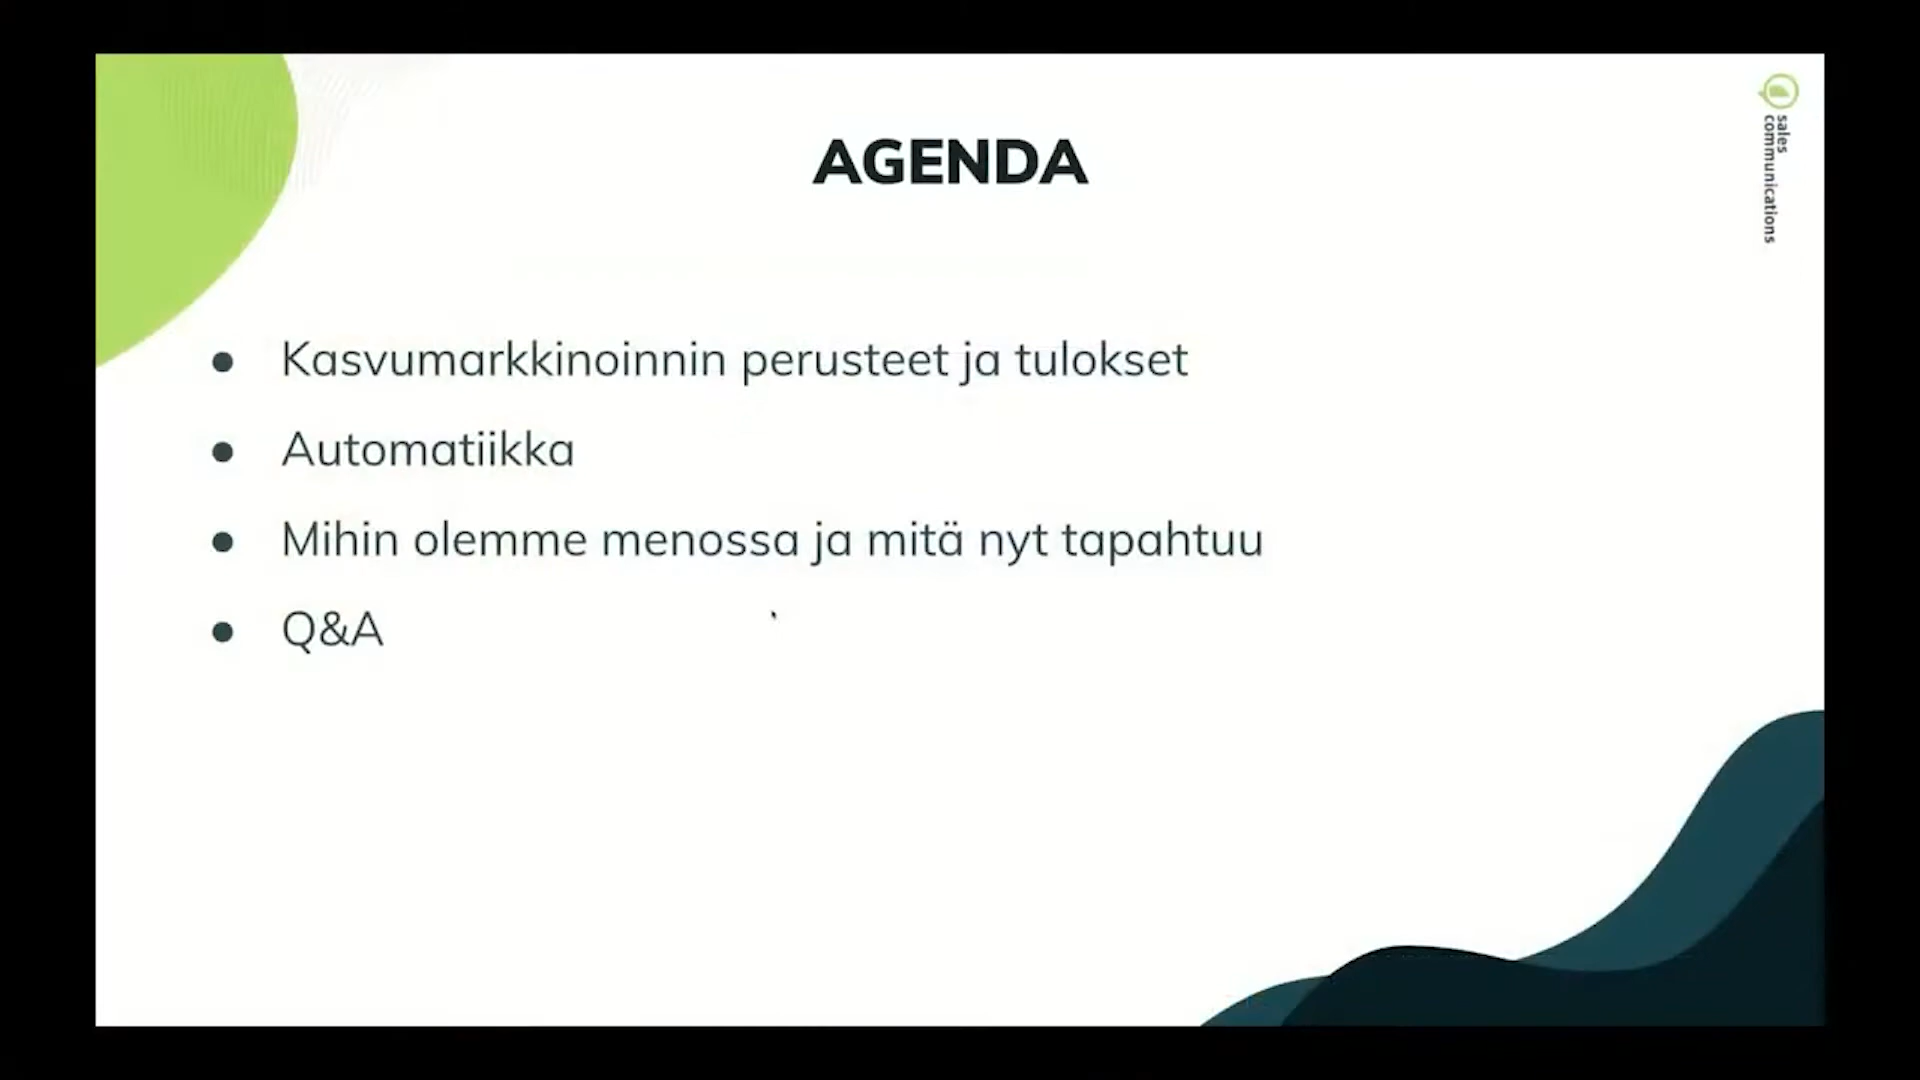 AGENDA
sales
communications
● Kasvumarkkinoinnin perusteet ja tulokset
● Automatiikka
● Mihin olemme menossa ja mitä nyt tapahtuu
● Q&A